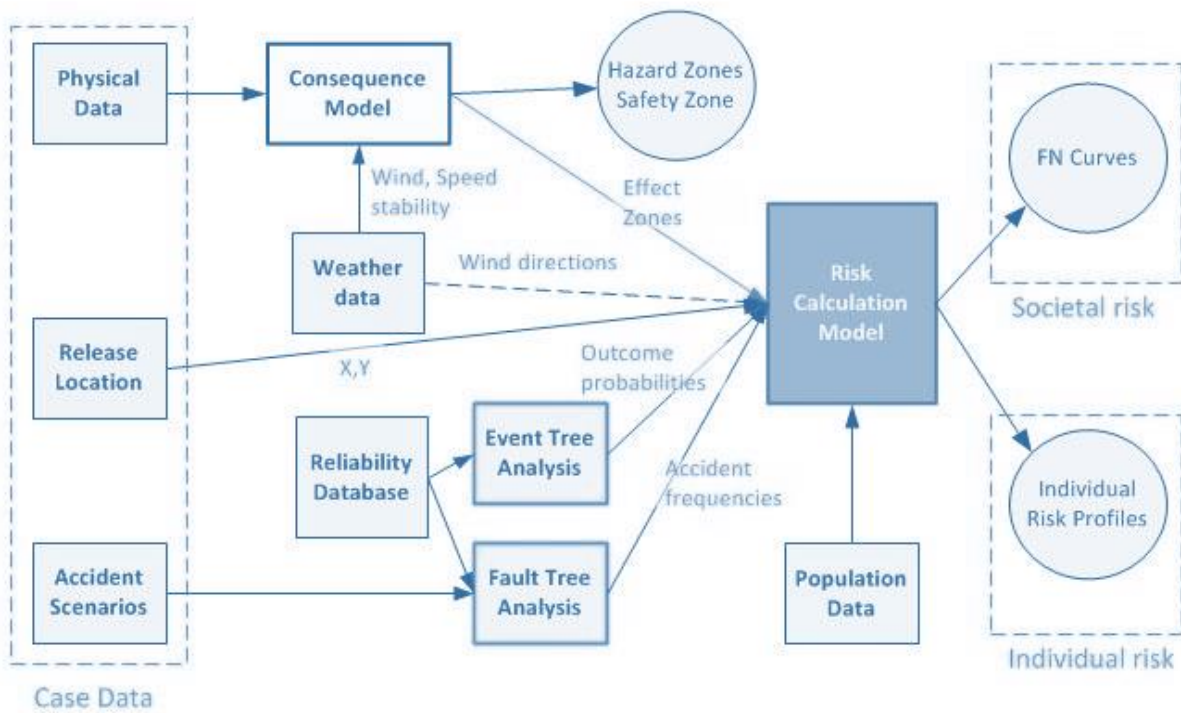 Physical
Data
Consequence
Model
Hazard Zones
Safety Zone
FN Curves
Wind, Speed
stability
Effect
Zones
Weather
data
Wind directions
Risk
Calculation
Model
Societal risk
Release
Location
X,Y
Outcome
probabilities
Reliability
Database
Event Tree
Analysis
Accident
frequencies
Individual
Risk Profiles
Accident
Scenarios
Fault Tree
Analysis
Population
Data
Individual risk
Case Data